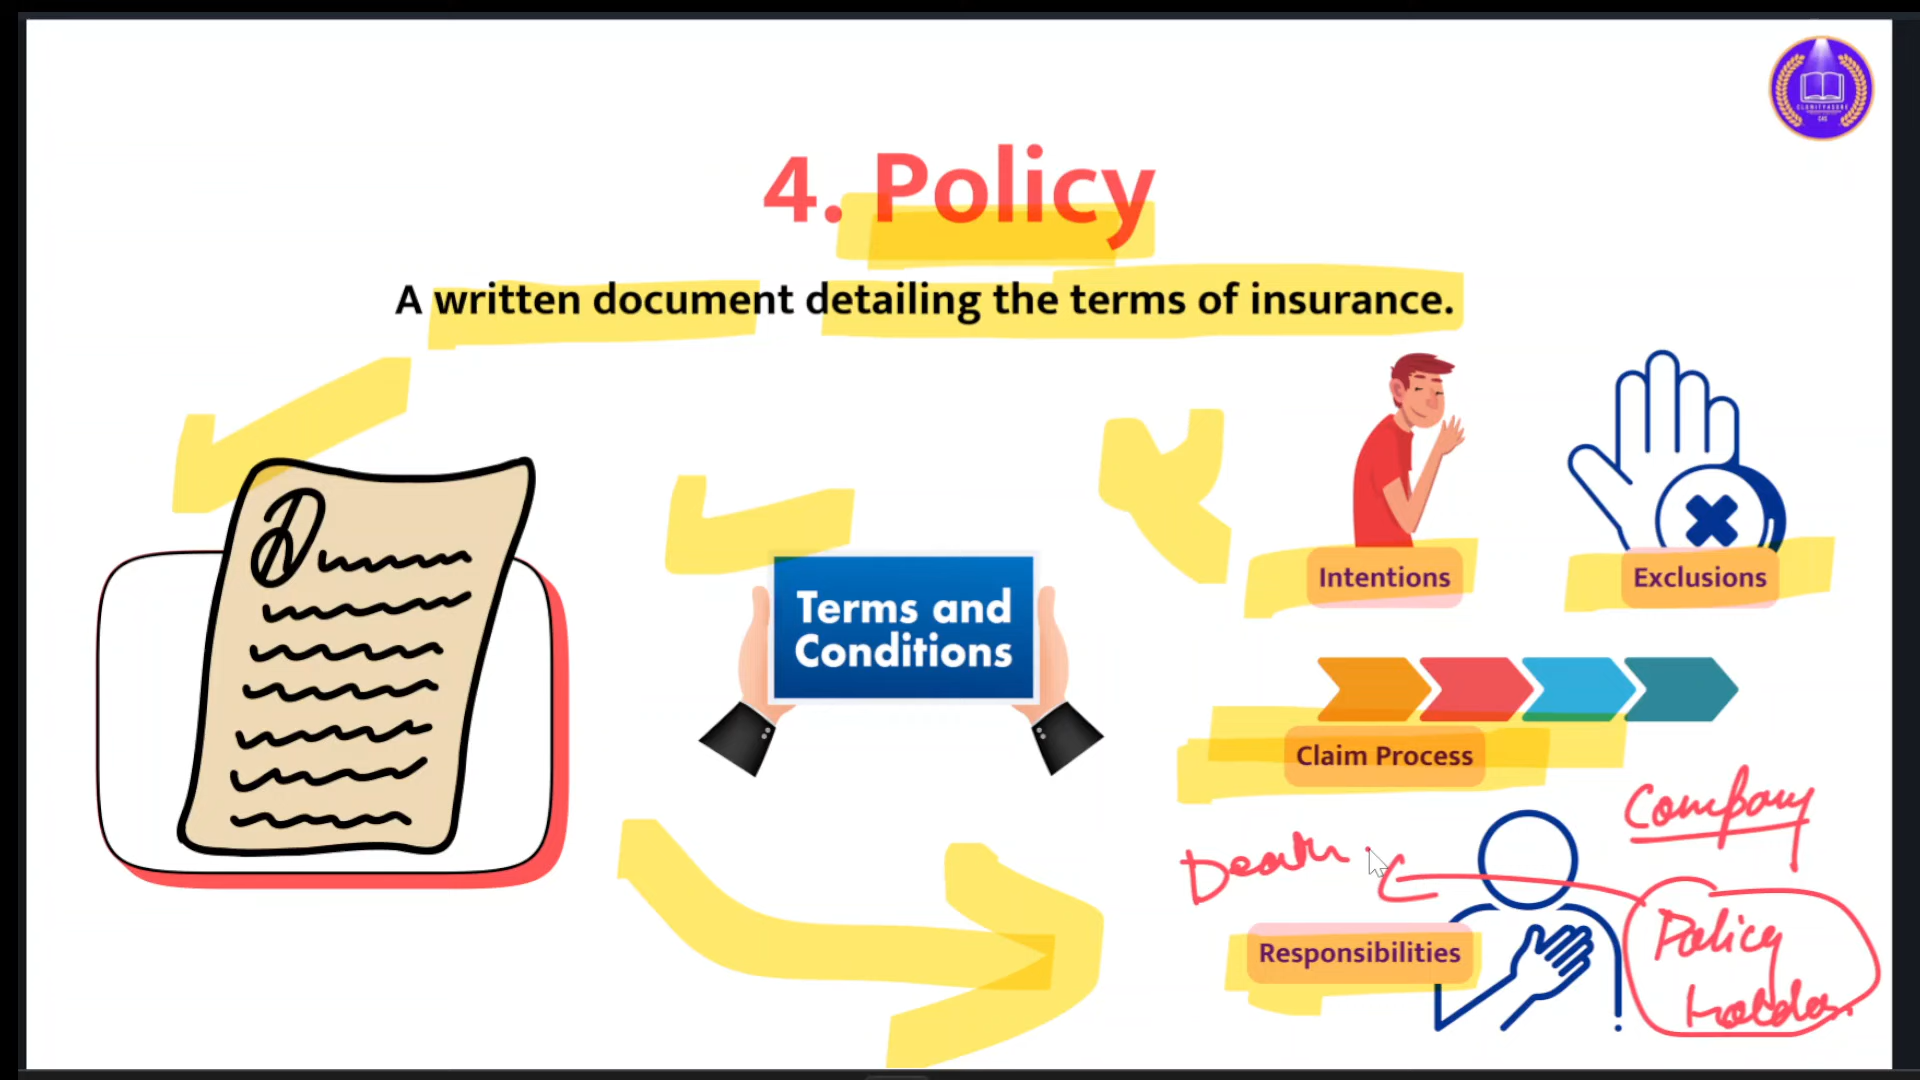 4. Policy
A written document detailing the terms of insurance.
Intentions
Exclusions
Terms and
Conditions
Claim Process
Company
Death
Responsibilities
Policy
holder